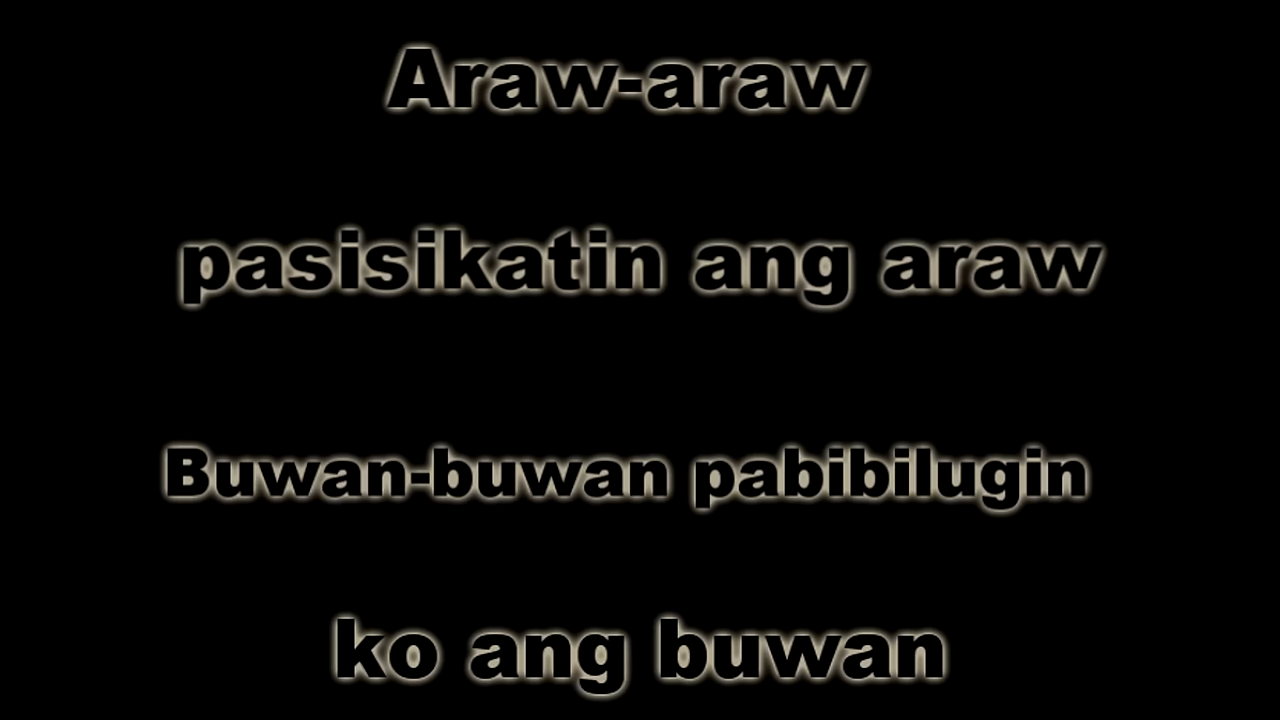 Araw-araw
pasisikatin ang araw
Buwan-buwan pabibilugin
ko ang buwan